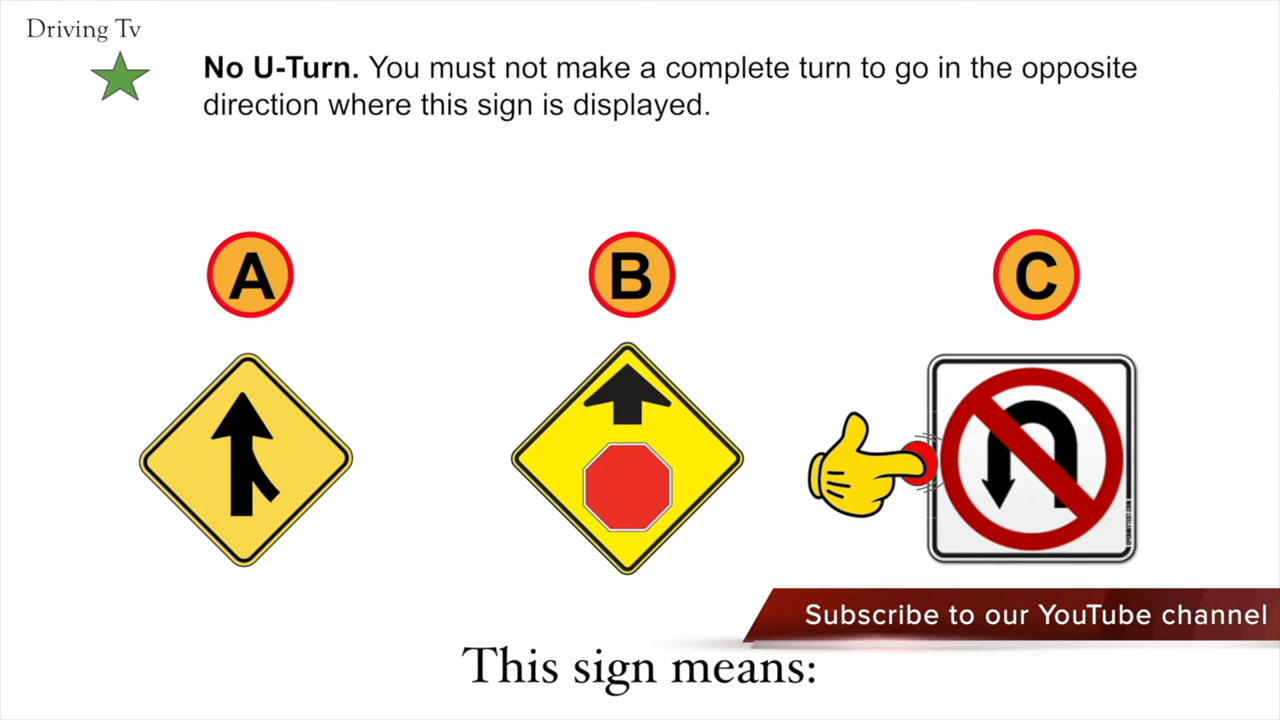 Driving Tv
No U-Turn. You must not make a complete turn to go in the opposite
direction where this sign is displayed.
A
B
C
Subscribe to our YouTube channel
This sign means: